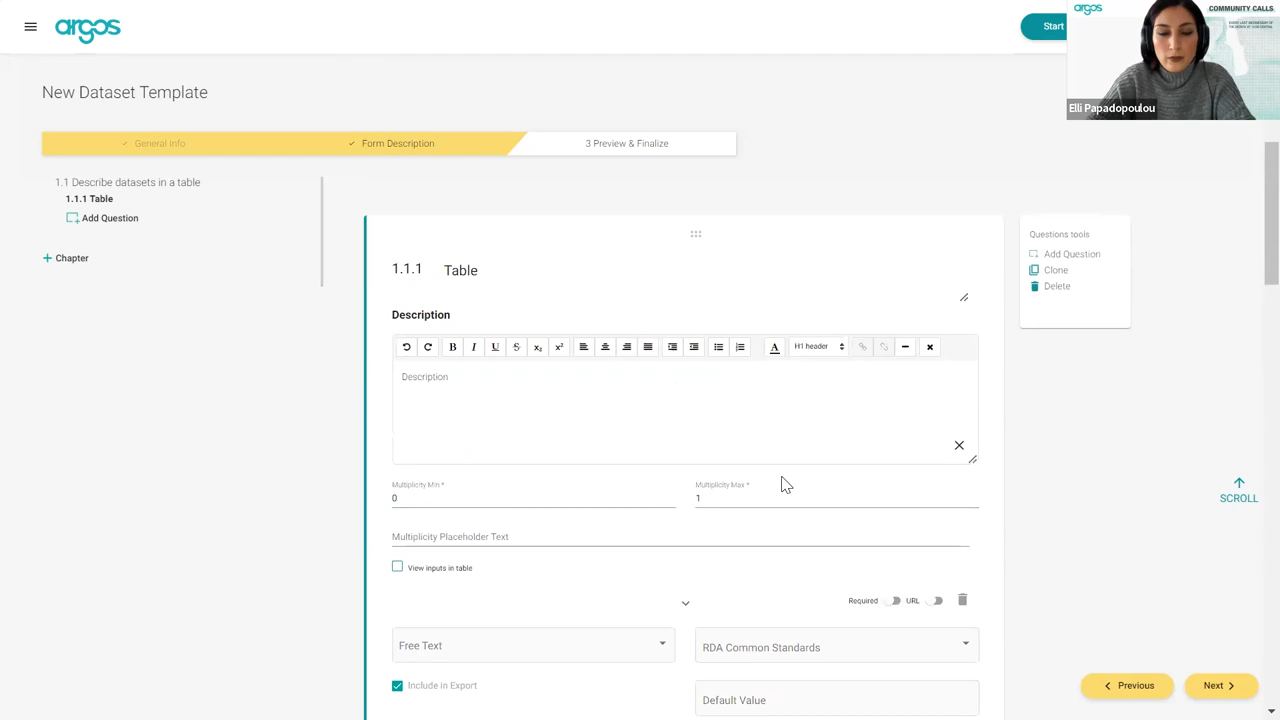 argos
Start
argos
COMMUNITY CALLS
Elli Papadopoulou
New Dataset Template
General Info
Form Description
3 Preview & Finalize
1.1 Describe datasets in a table
1.1.1 Table
Add Question
Chapter
1.1.1 Table
Description
B I U S x₂ x² A H1 header
Description
Multiplicity Min *
0
Multiplicity Max *
1
Multiplicity Placeholder Text
View inputs in table
Required URL
Free Text
RDA Common Standards
Include in Export
Default Value
Questions tools
Add Question
Clone
Delete
SCROLL
Previous
Next